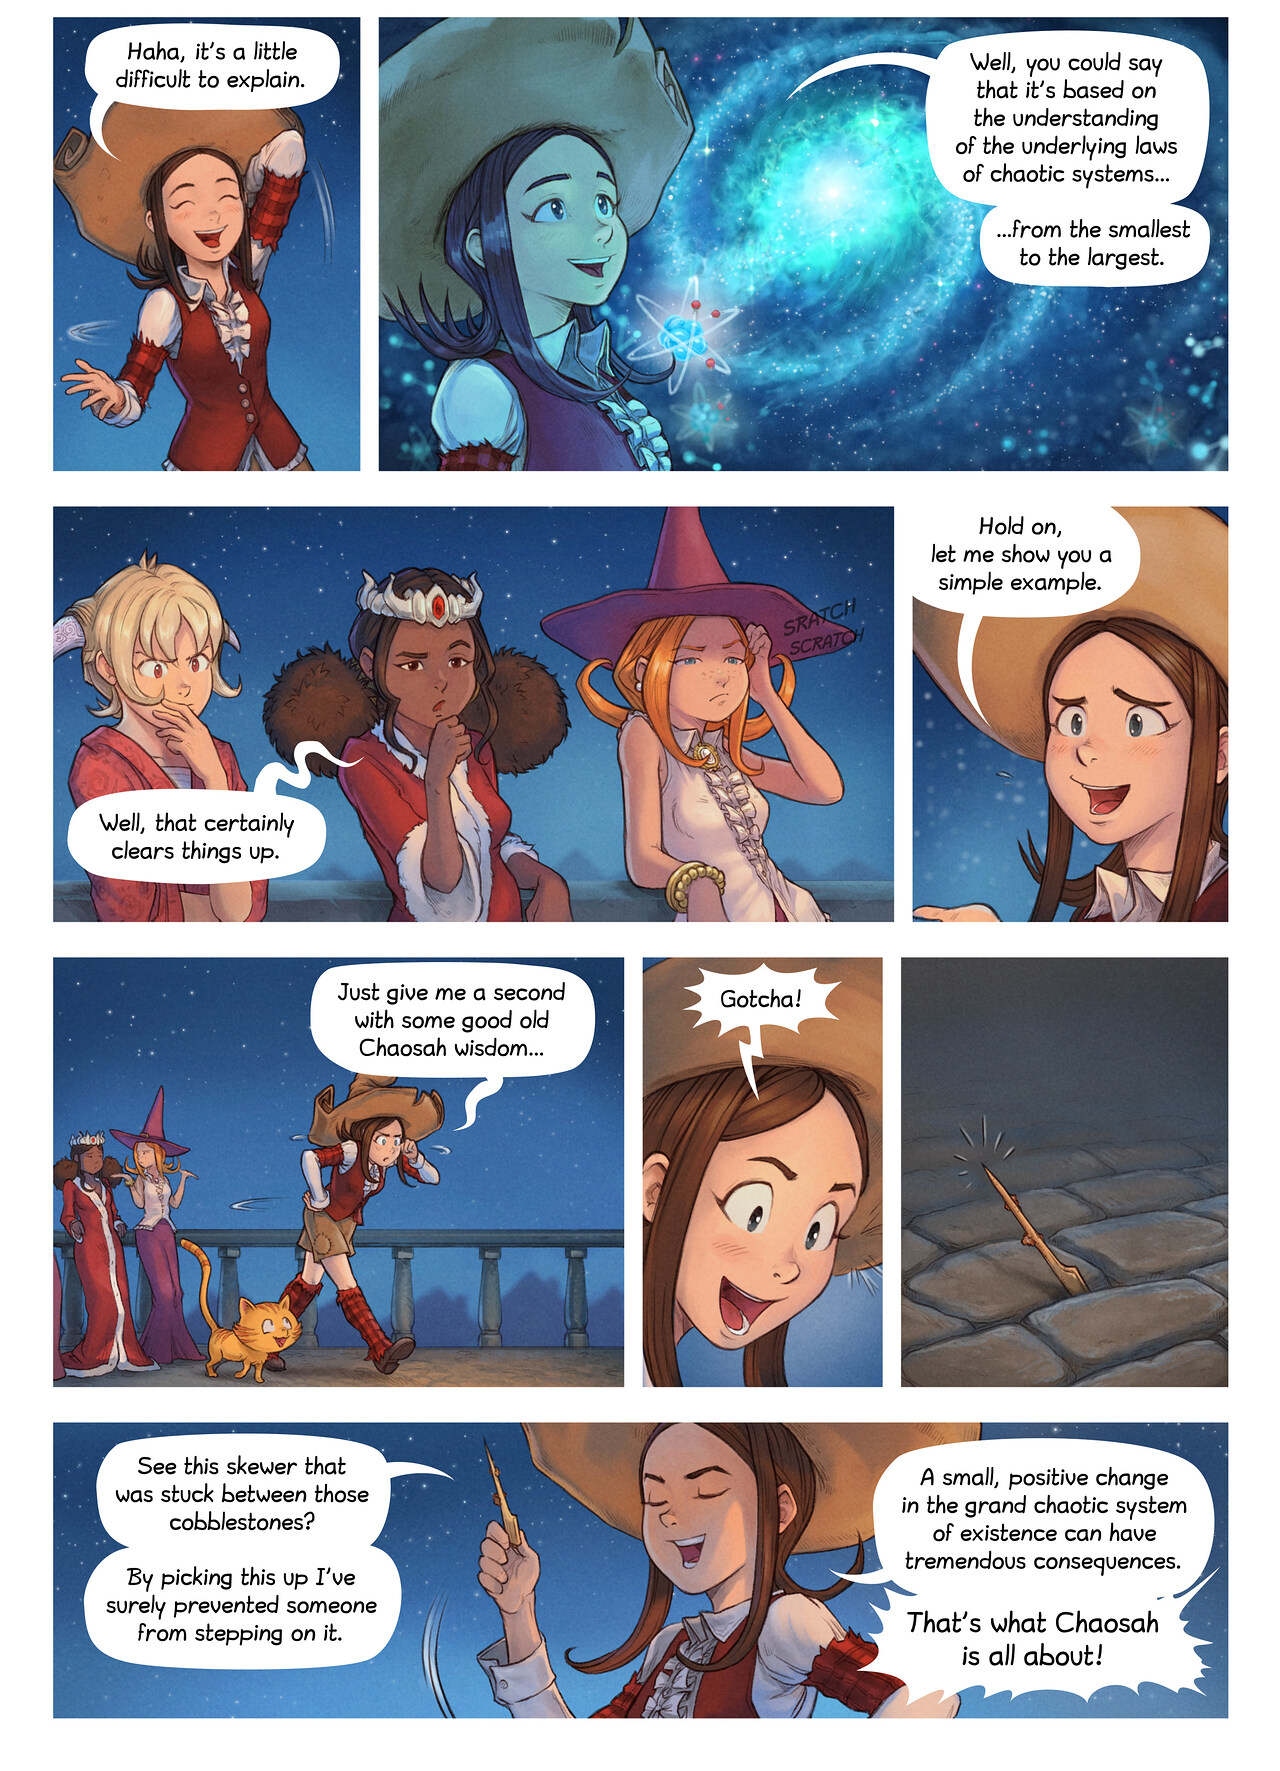 Haha, it's a little
difficult to explain.
Well, you could say
that it's based on
the understanding
of the underlying laws
of chaotic systems...
...from the smallest
to the largest.
Well, that certainly
clears things up.
SRATCH
SCRATCH
Hold on,
let me show you a
simple example.
Just give me a second
with some good old
Chaosah wisdom...
Gotcha!
See this skewer that
was stuck between those
cobblestones?
By picking this up I've
surely prevented someone
from stepping on it.
A small, positive change
in the grand chaotic system
of existence can have
tremendous consequences.
That's what Chaosah
is all about!